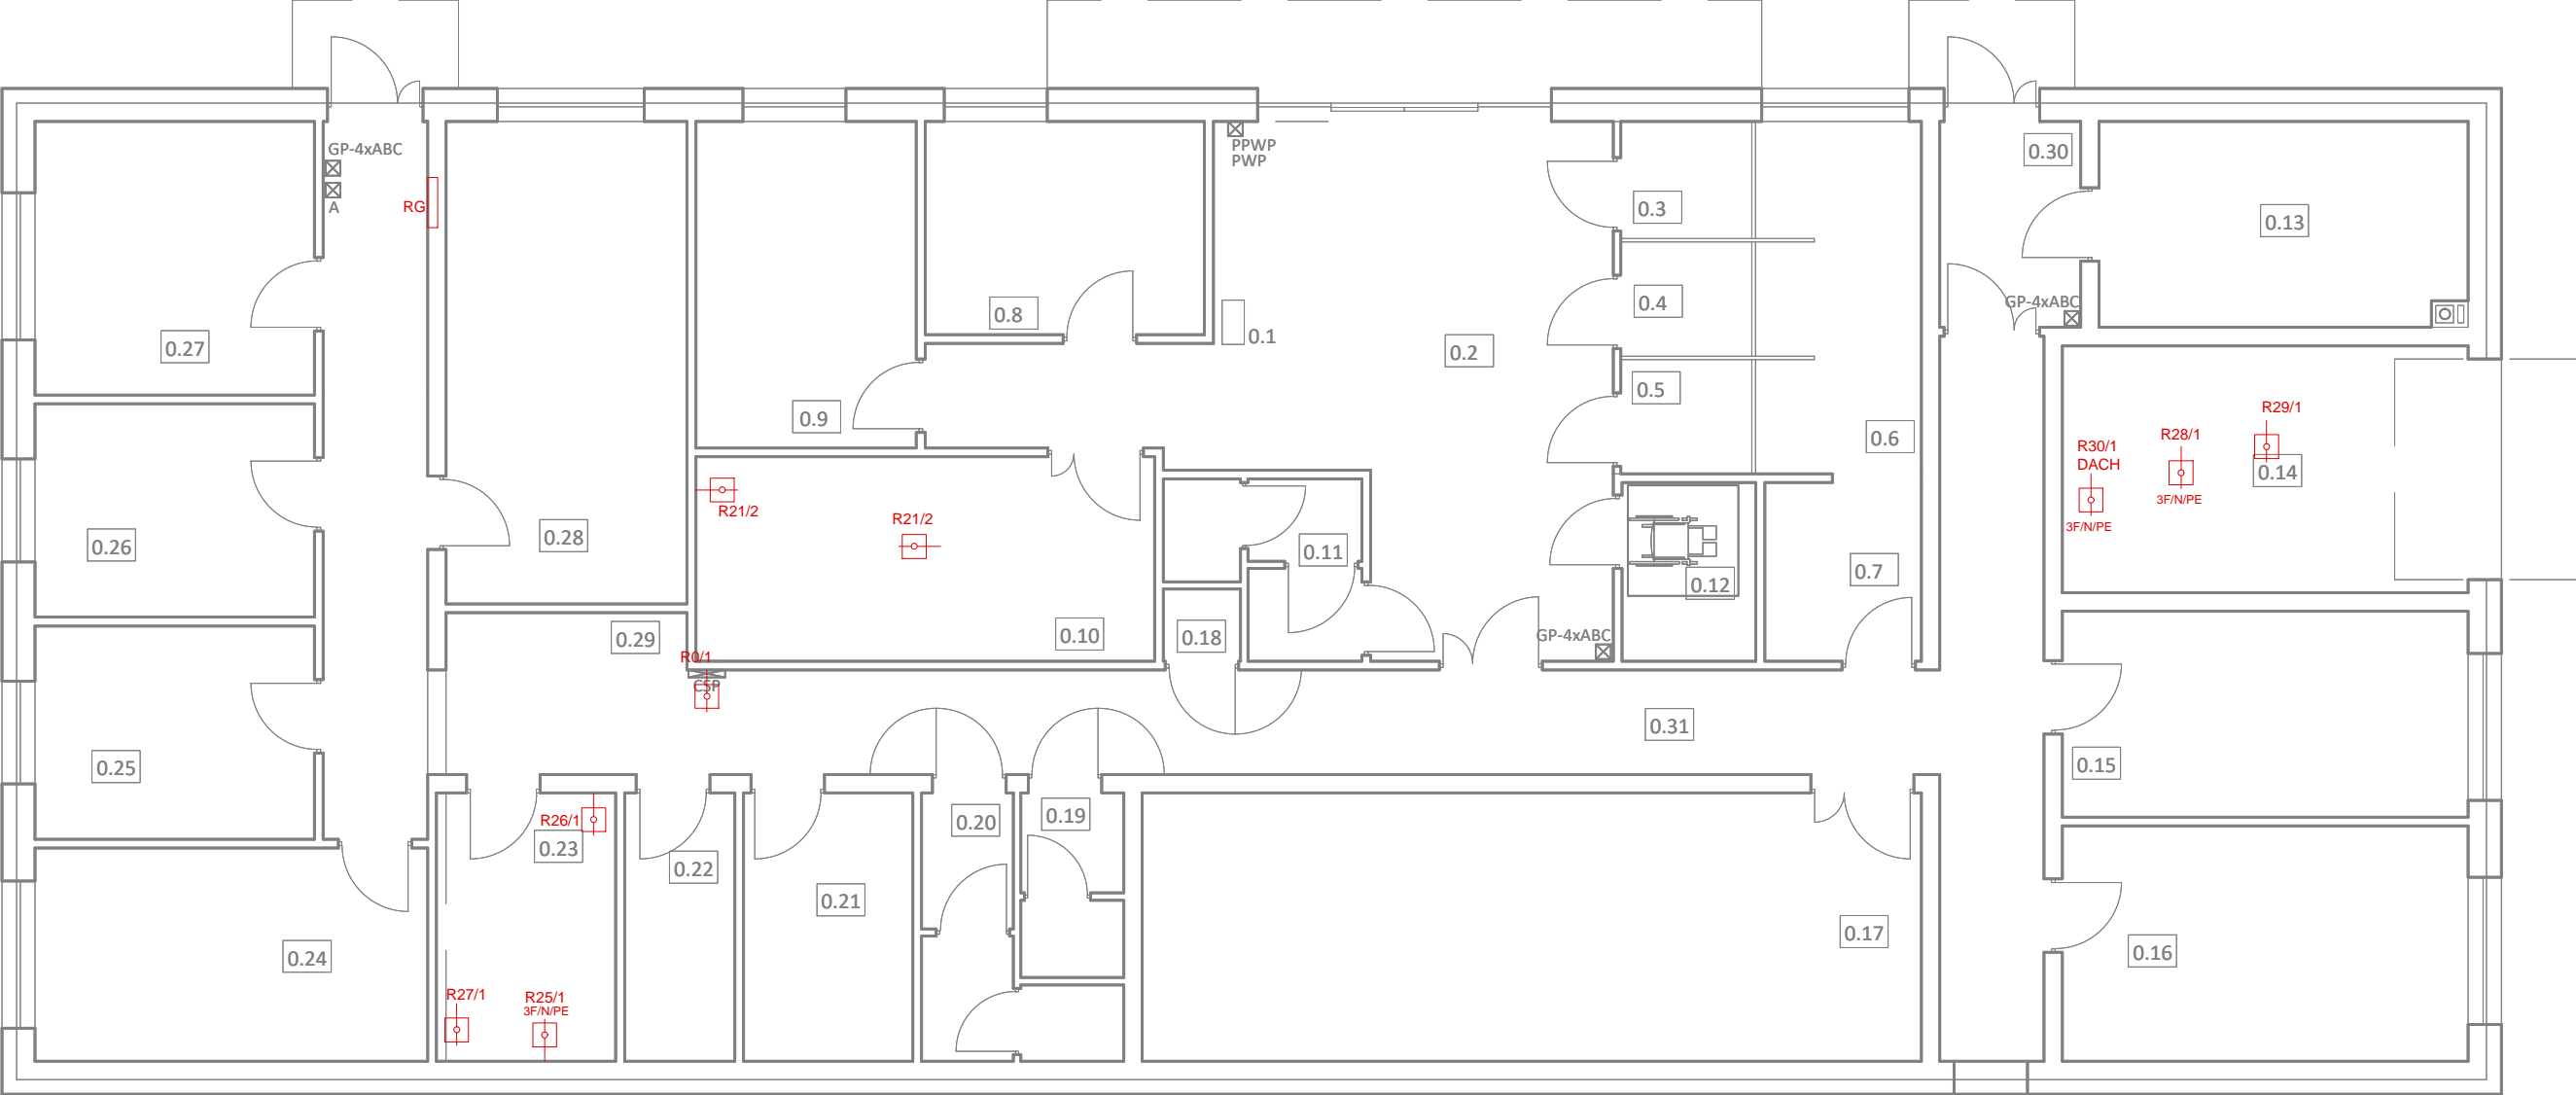 GP-4xABC
A
RG
PPWP
PWP
0.30
0.3
0.13
0.27
0.8
0.1
0.2
0.4
GP-4xABC
0.5
0.9
0.6
R29/1
R28/1
R30/1
DACH
3F/N/PE
3F/N/PE
0.14
R21/2
R21/2
0.26
0.28
0.11
0.12
0.7
0.29
0.10
0.18
GP-4xABC
R0/1
CSP
0.25
0.31
0.15
R26/1
0.23
0.22
0.21
0.20
0.19
0.17
0.16
0.24
R27/1
R25/1
3F/N/PE